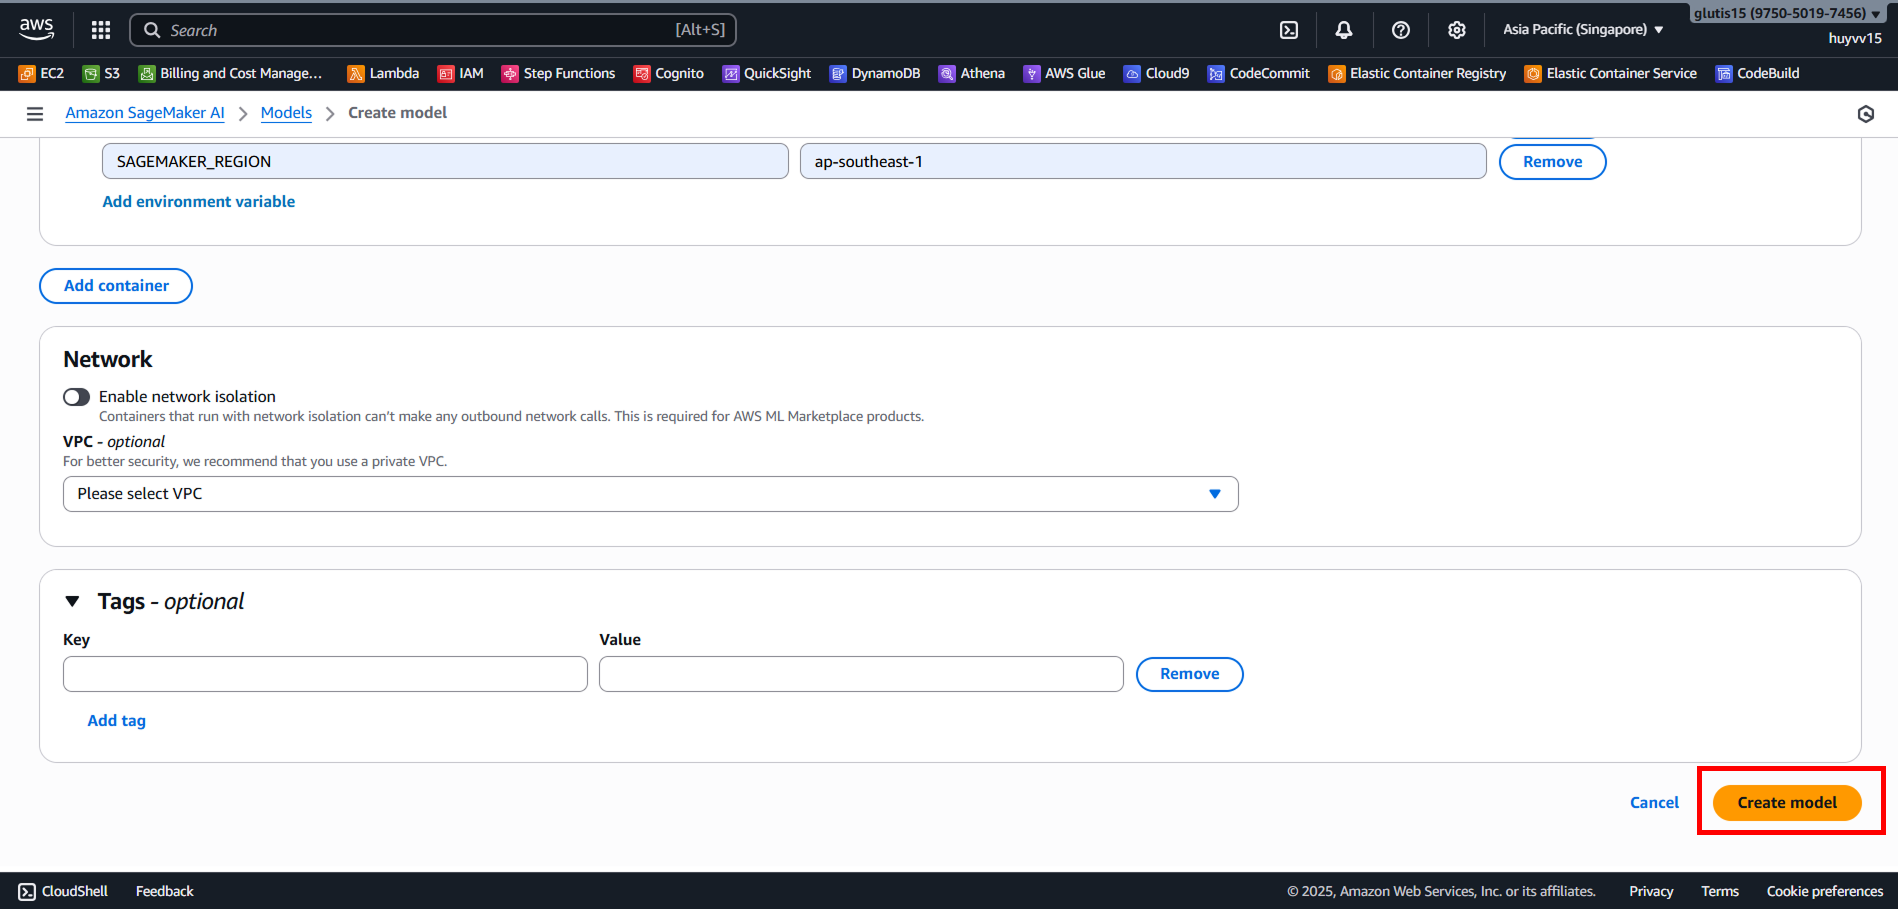 aws
Search [Alt+S]
Asia Pacific (Singapore) ▼
glutis15 (9750-5019-7456) ▼
huyvv15
EC2 S3 Billing and Cost Manage... Lambda IAM Step Functions Cognito QuickSight DynamoDB Athena AWS Glue Cloud9 CodeCommit Elastic Container Registry Elastic Container Service CodeBuild
Amazon SageMaker AI > Models > Create model
SAGEMAKER_REGION ap-southeast-1 Remove
Add environment variable
Add container
Network
Enable network isolation
Containers that run with network isolation can't make any outbound network calls. This is required for AWS ML Marketplace products.
VPC - optional
For better security, we recommend that you use a private VPC.
Please select VPC
Tags - optional
Key Value
Remove
Add tag
Cancel Create model
CloudShell Feedback © 2025, Amazon Web Services, Inc. or its affiliates. Privacy Terms Cookie preferences